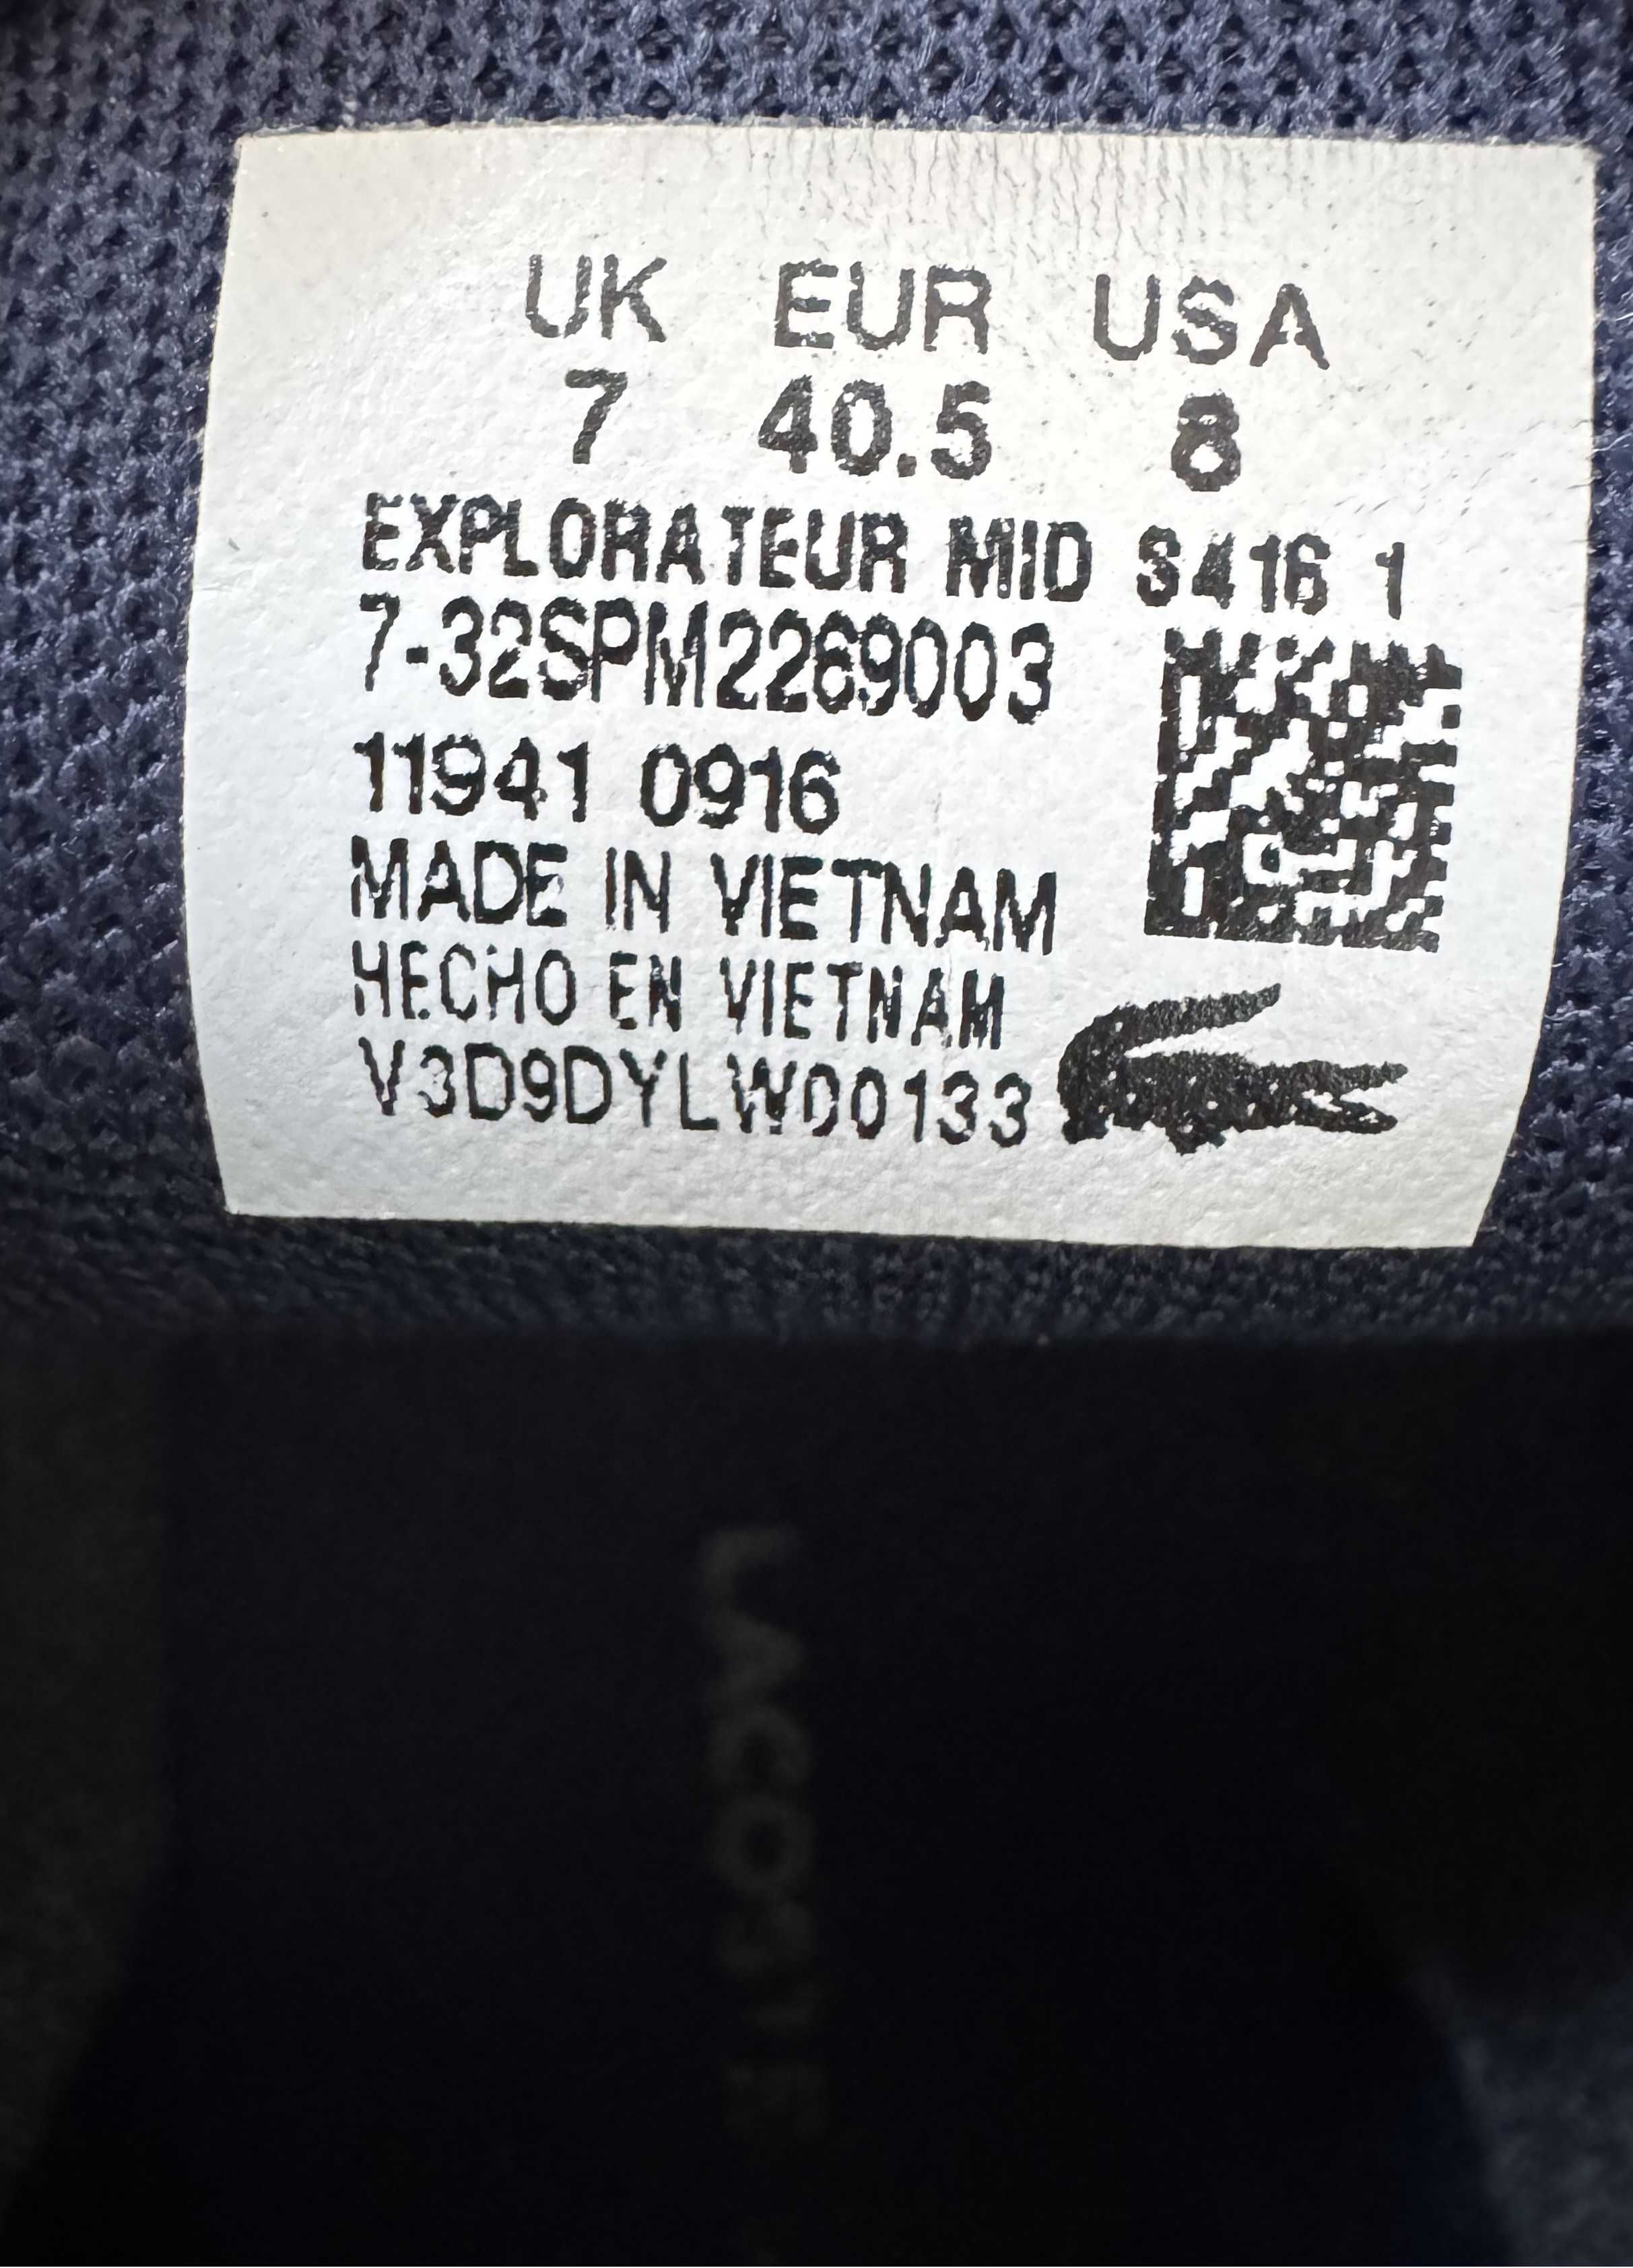 UK EUR USA
7 40.5 8
EXPLORATEUR MID S416 1
7-32SPM2269003
11941 0916
MADE IN VIETNAM
HECHO EN VIETNAM
V3D9DYLW00133
LACOSTE